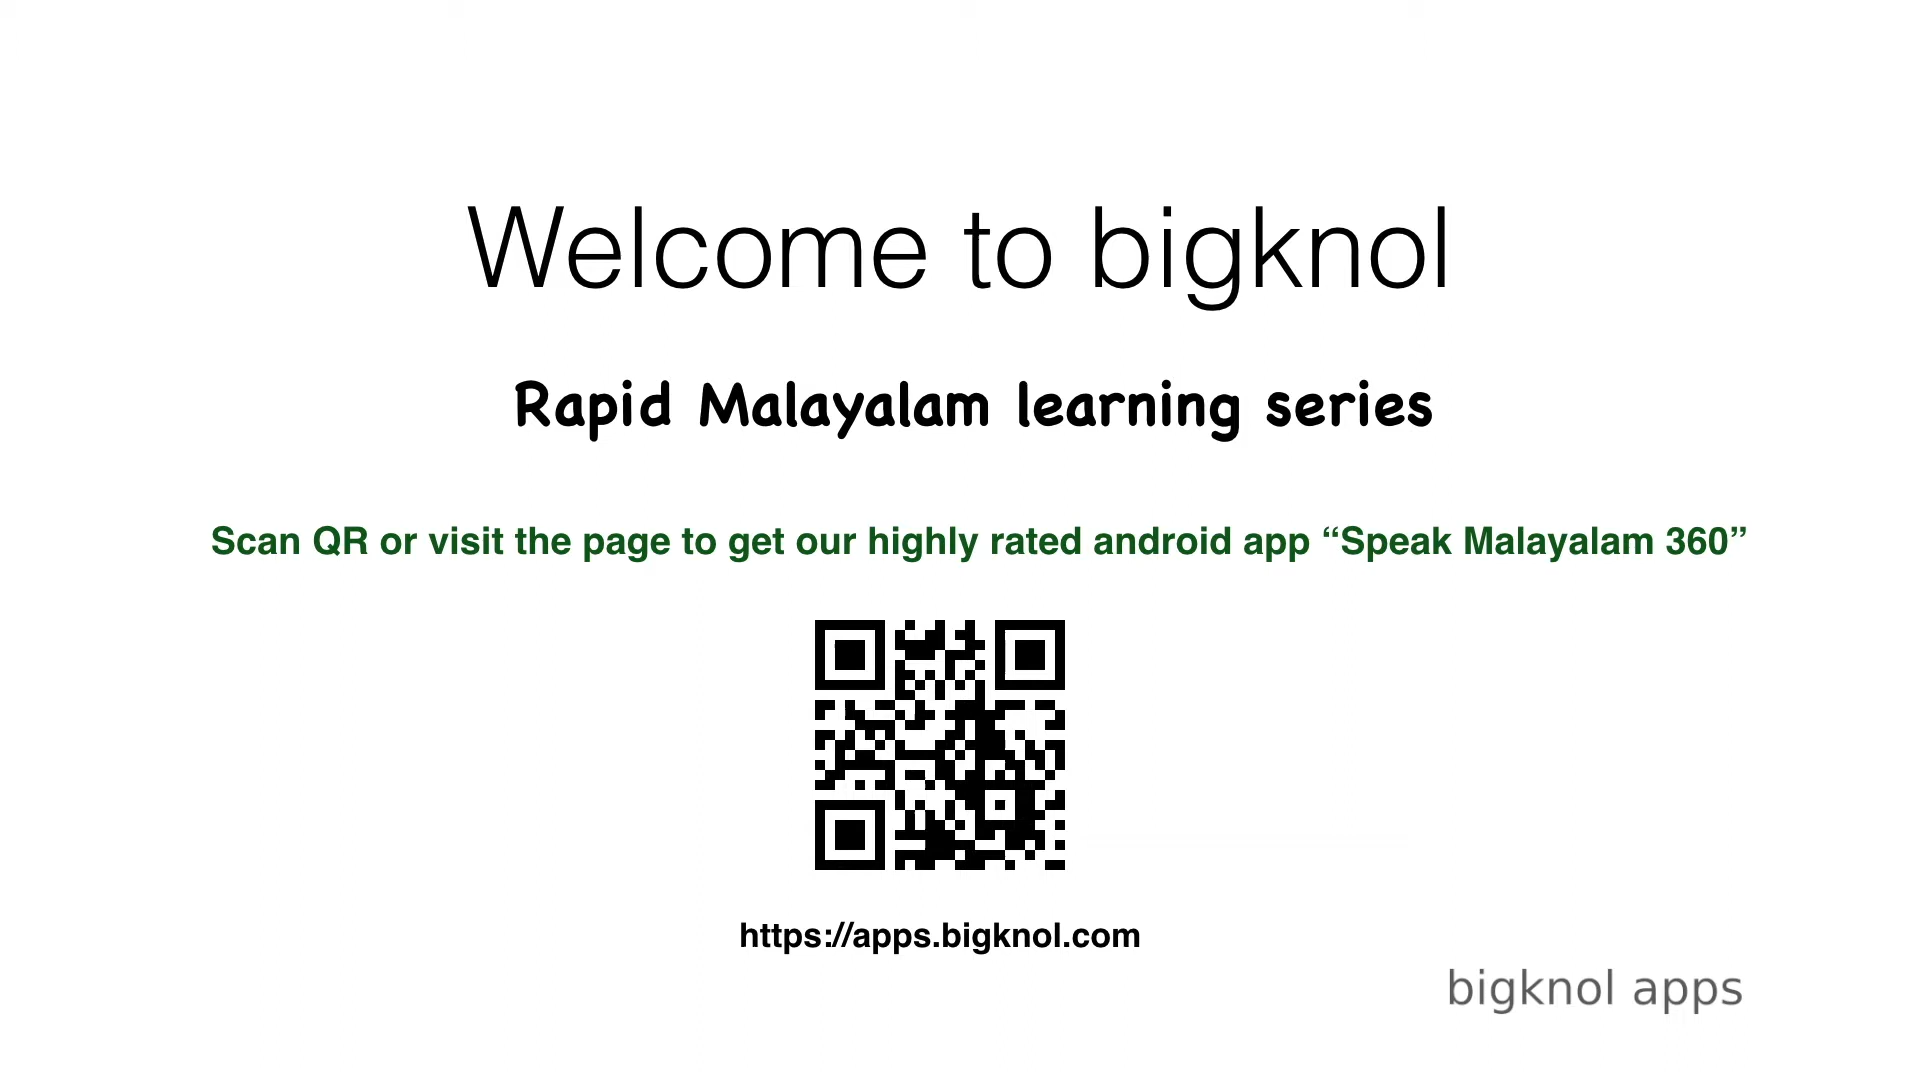 Welcome to bigknol
Rapid Malayalam learning series
Scan QR or visit the page to get our highly rated android app “Speak Malayalam 360”
https://apps.bigknol.com
bigknol apps